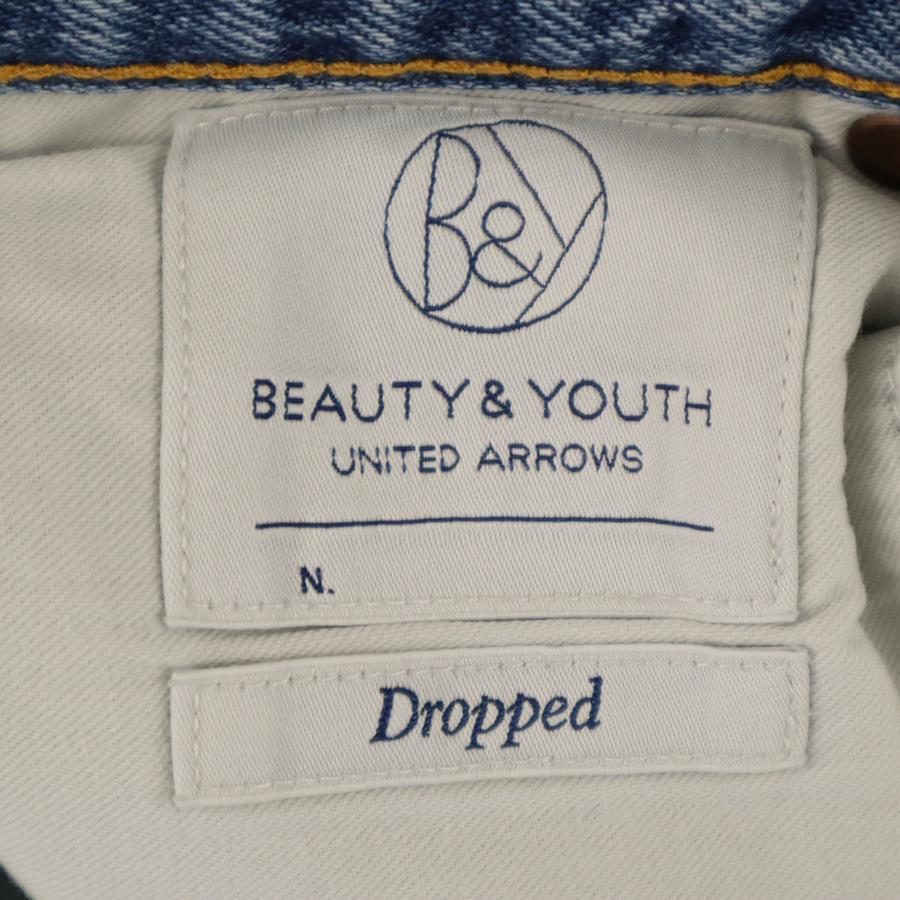 B&Y
BEAUTY & YOUTH
UNITED ARROWS
N.
Dropped